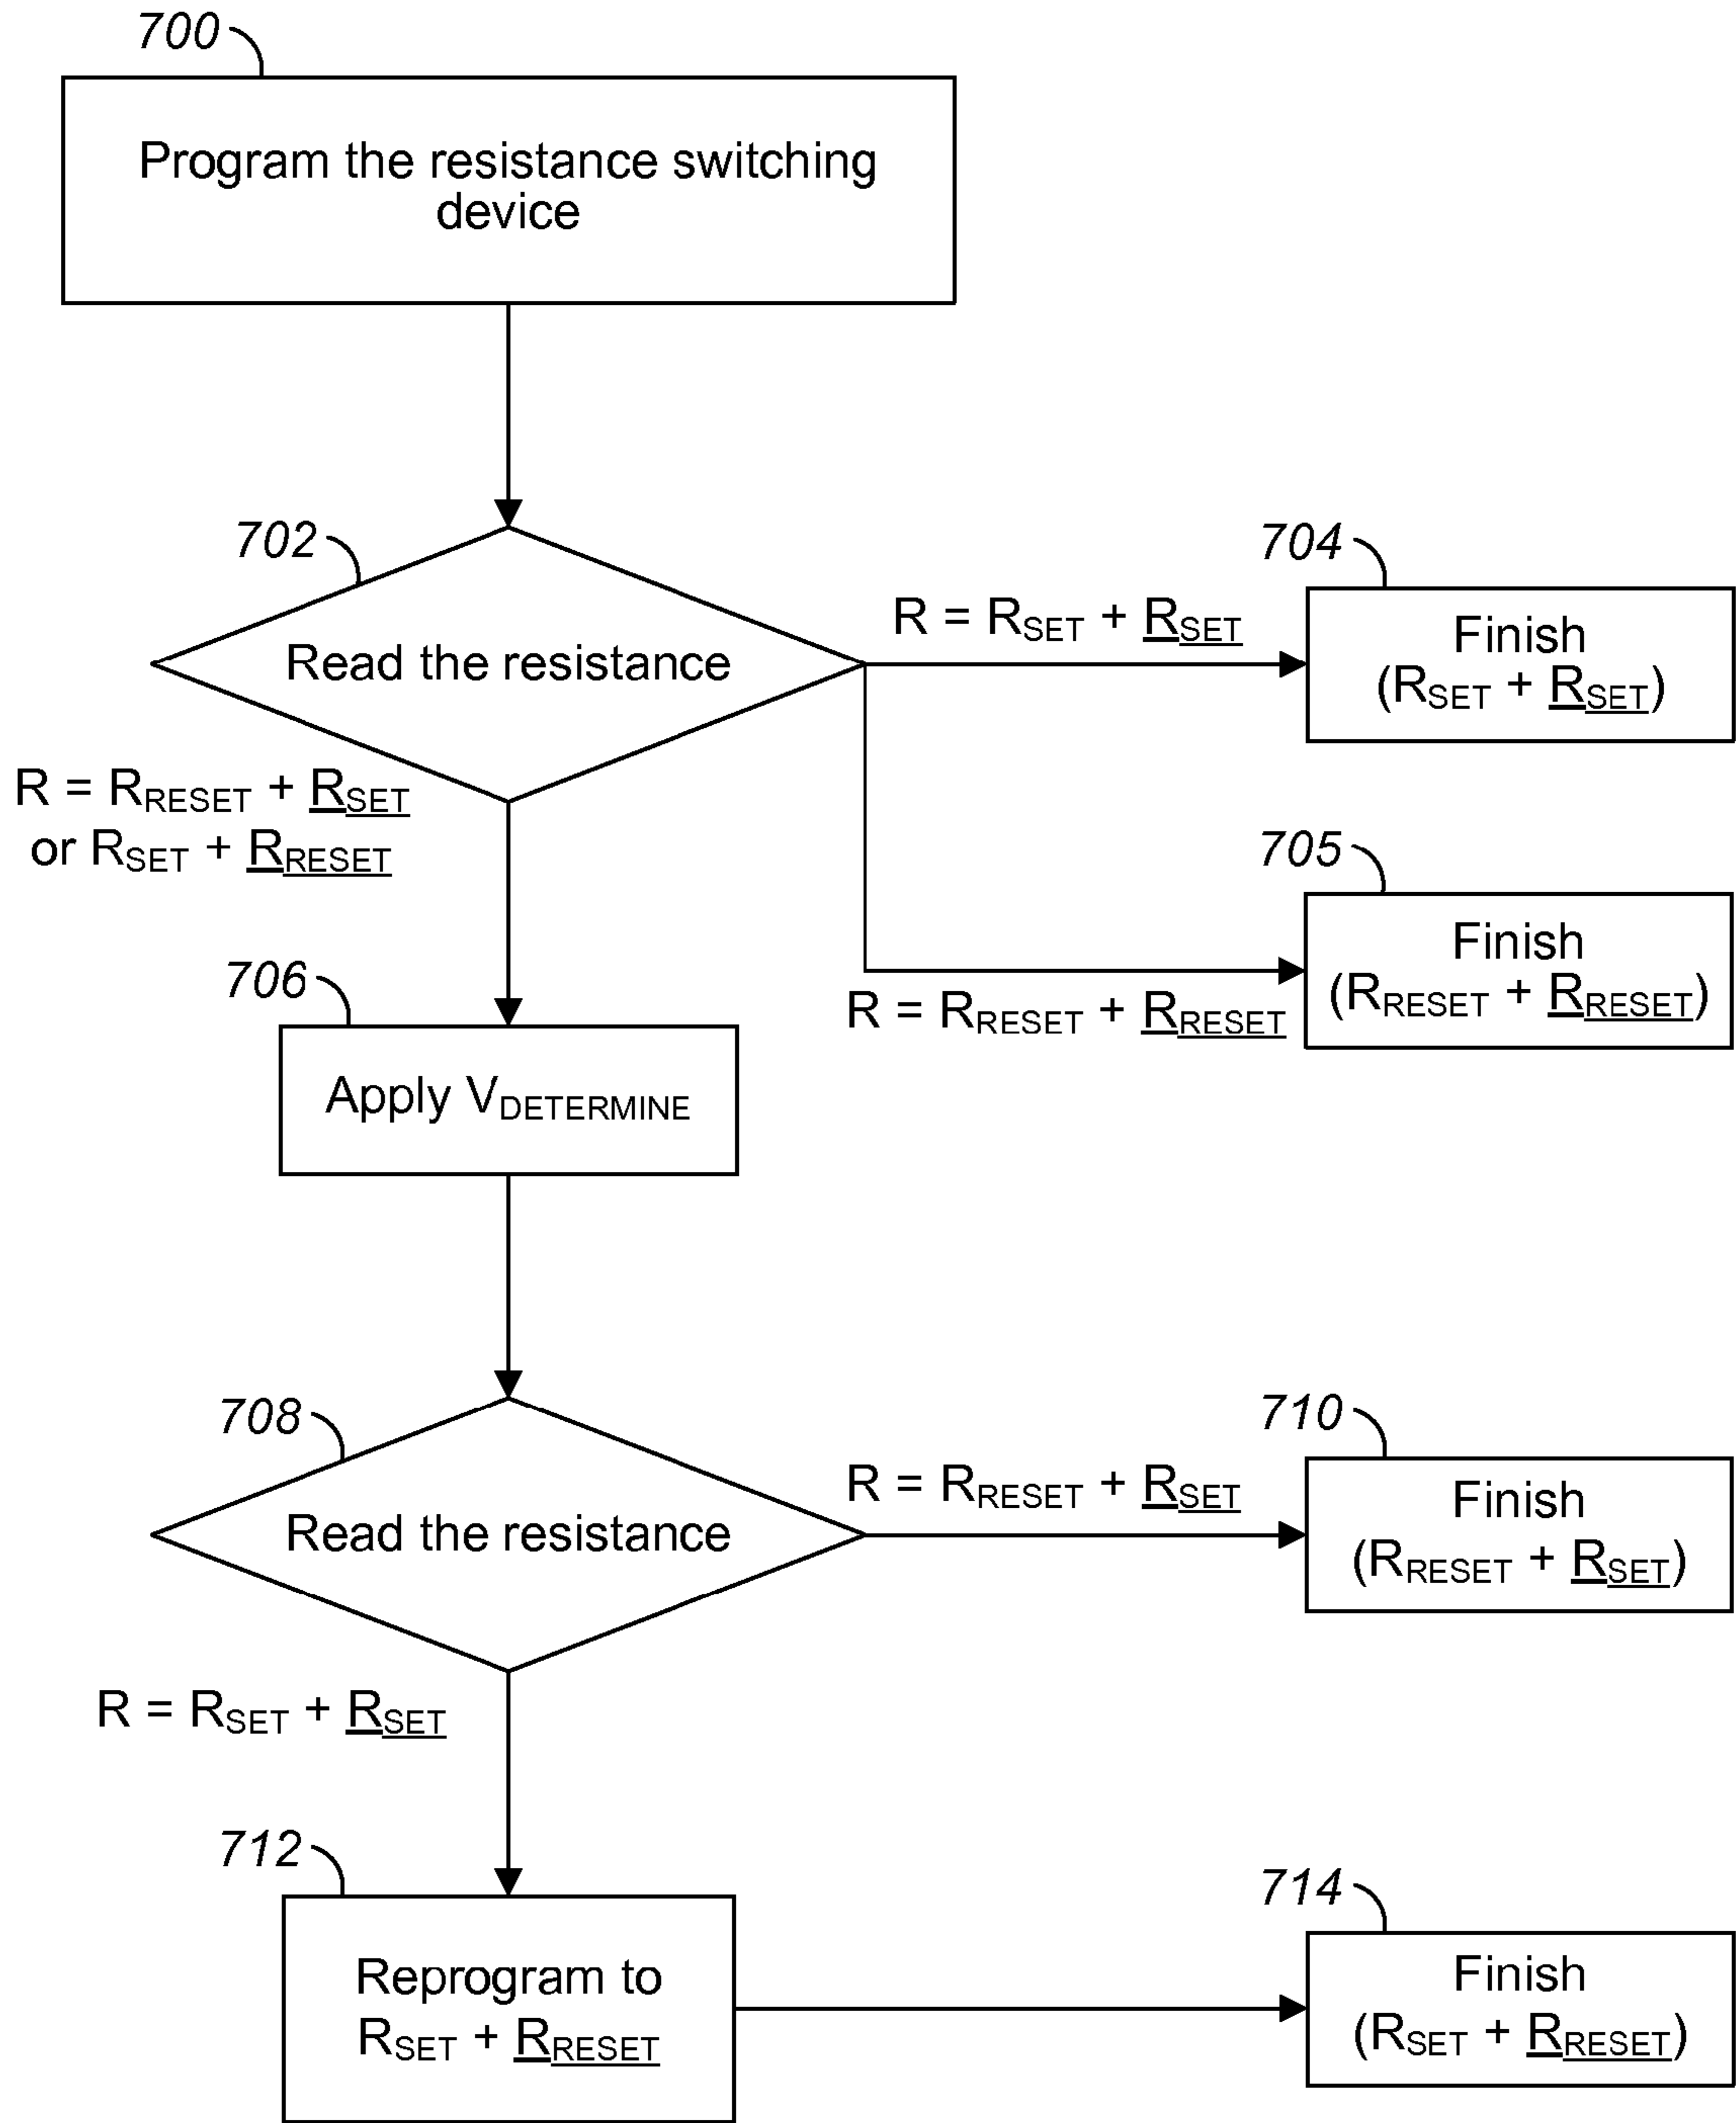 700
Program the resistance switching
device
702
Read the resistance
R = RSET + RSET
704
Finish
(RSET + RSET)
R = RRESET + RSET
or RSET + RRESET
705
Finish
(RRESET + RRESET)
R = RRESET + RRESET
706
Apply VDETERMINE
708
Read the resistance
R = RRESET + RSET
710
Finish
(RRESET + RSET)
R = RSET + RSET
712
Reprogram to
RSET + RRESET
714
Finish
(RSET + RRESET)